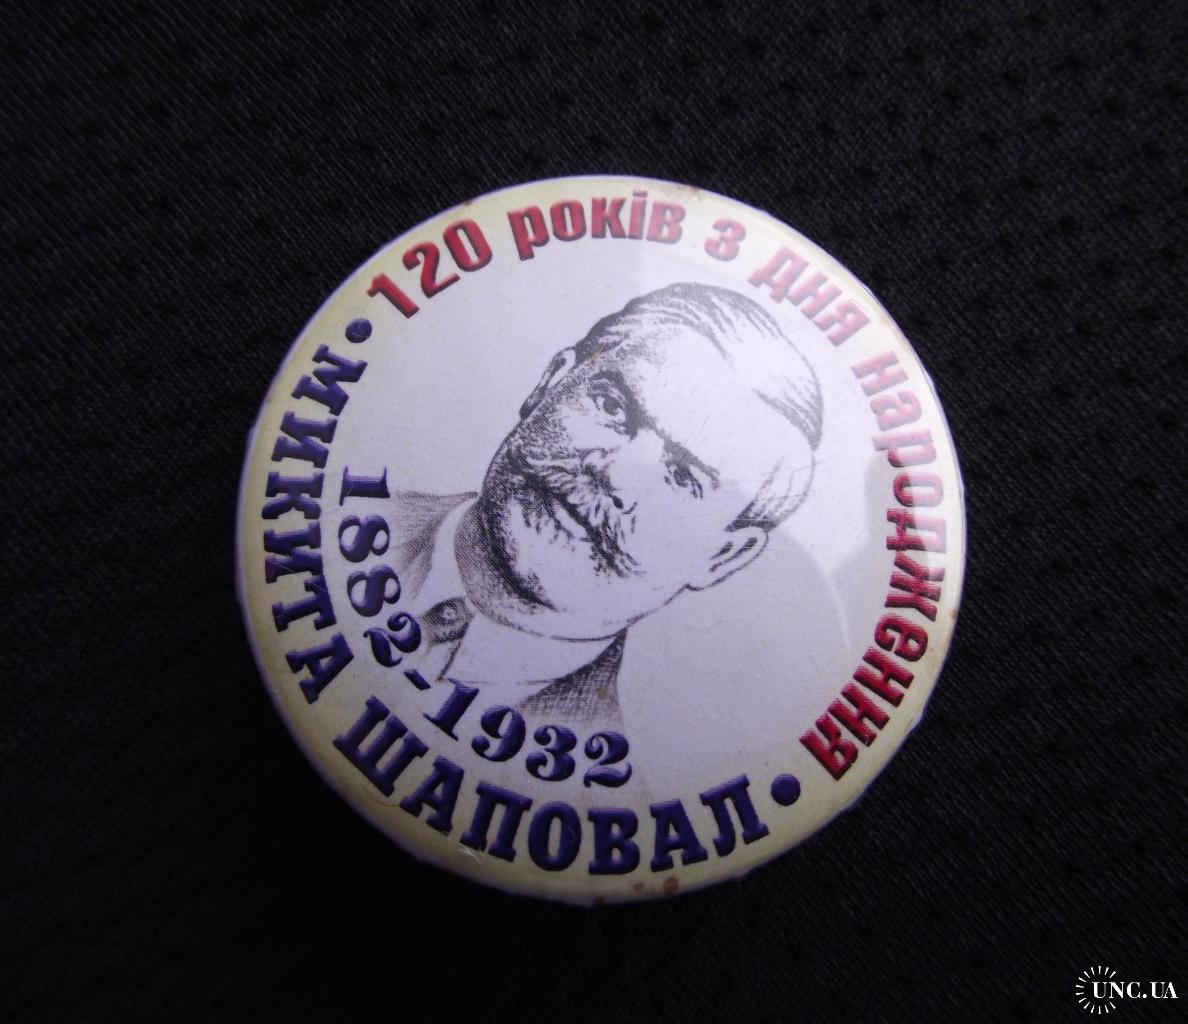 120 років з дня народження
МИКИТА ШАПОВАЛ
1882-1932
UNC.UA